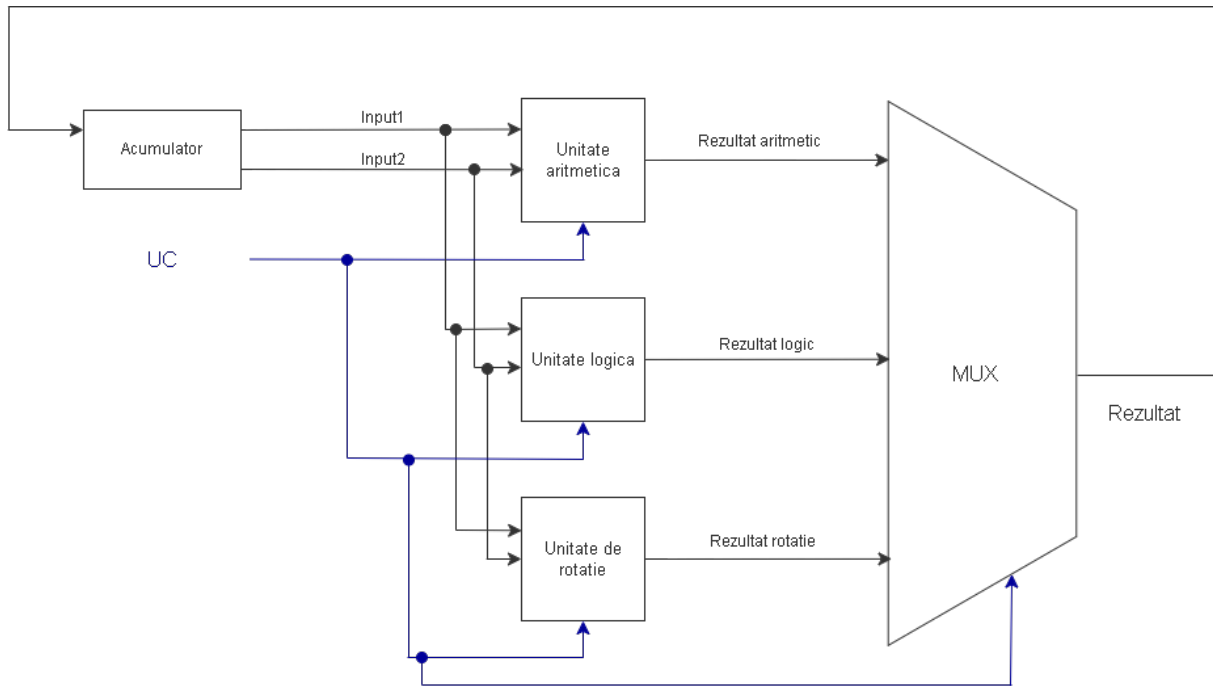 Acumulator
Input1
Input2
Unitate
aritmetica
Rezultat aritmetic
UC
Unitate logica
Rezultat logic
MUX
Rezultat
Unitate de
rotatie
Rezultat rotatie